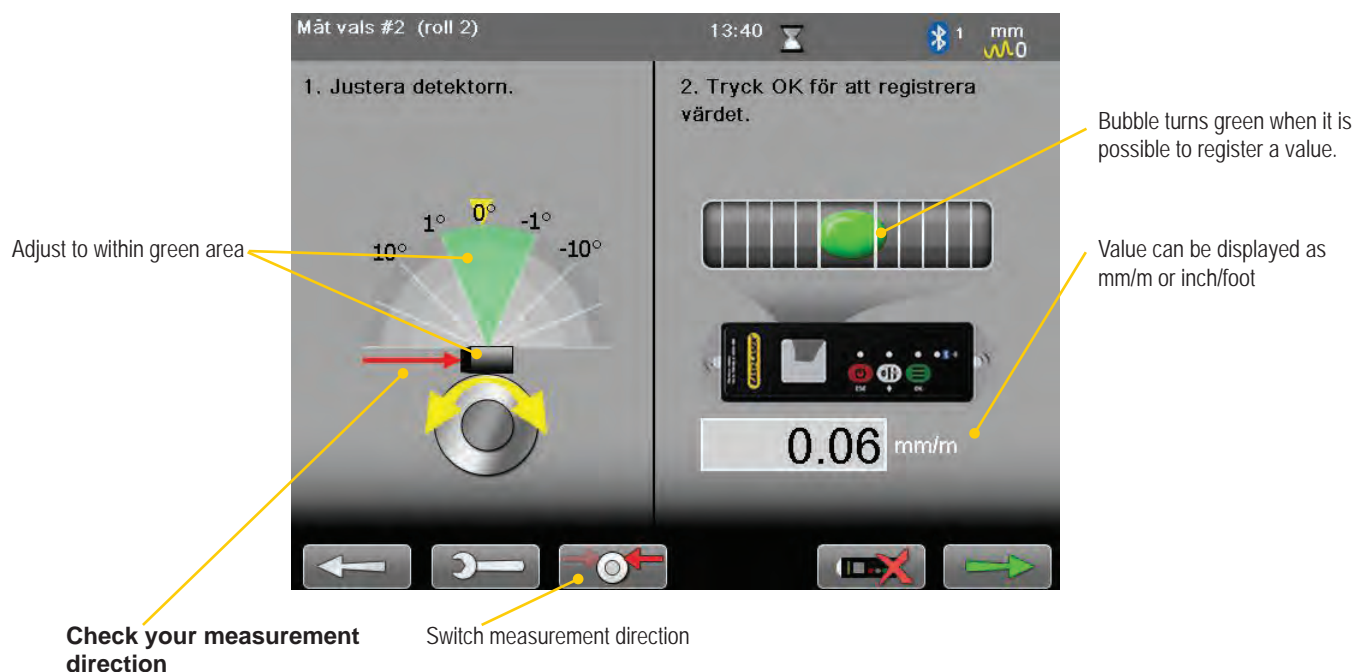 Mät vals #2 (roll 2)
13:40
1
mm
0
1. Justera detektorn.
2. Tryck OK för att registrera
värdet.
Bubble turns green when it is
possible to register a value.
10°
1°
0°
-1°
-10°
Adjust to within green area
Value can be displayed as
mm/m or inch/foot
0.06 mm/m
Check your measurement
direction
Switch measurement direction